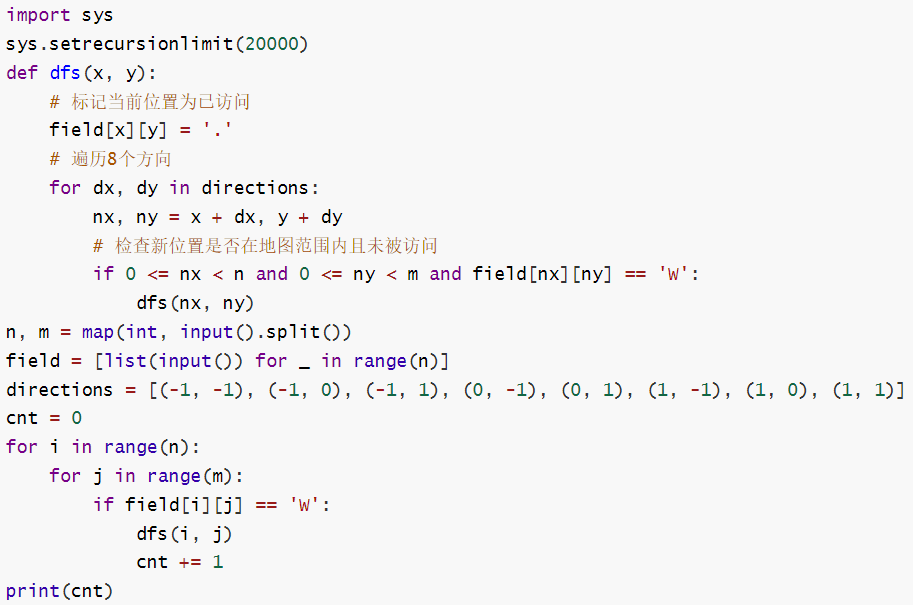 import sys
sys.setrecursionlimit(20000)
def dfs(x, y):
    # 标记当前位置为已访问
    field[x][y] = '.'
    # 遍历8个方向
    for dx, dy in directions:
        nx, ny = x + dx, y + dy
        # 检查新位置是否在地图范围内且未被访问
        if 0 <= nx < n and 0 <= ny < m and field[nx][ny] == 'W':
            dfs(nx, ny)
n, m = map(int, input().split())
field = [list(input()) for _ in range(n)]
directions = [(-1, -1), (-1, 0), (-1, 1), (0, -1), (0, 1), (1, -1), (1, 0), (1, 1)]
cnt = 0
for i in range(n):
    for j in range(m):
        if field[i][j] == 'W':
            dfs(i, j)
            cnt += 1
print(cnt)